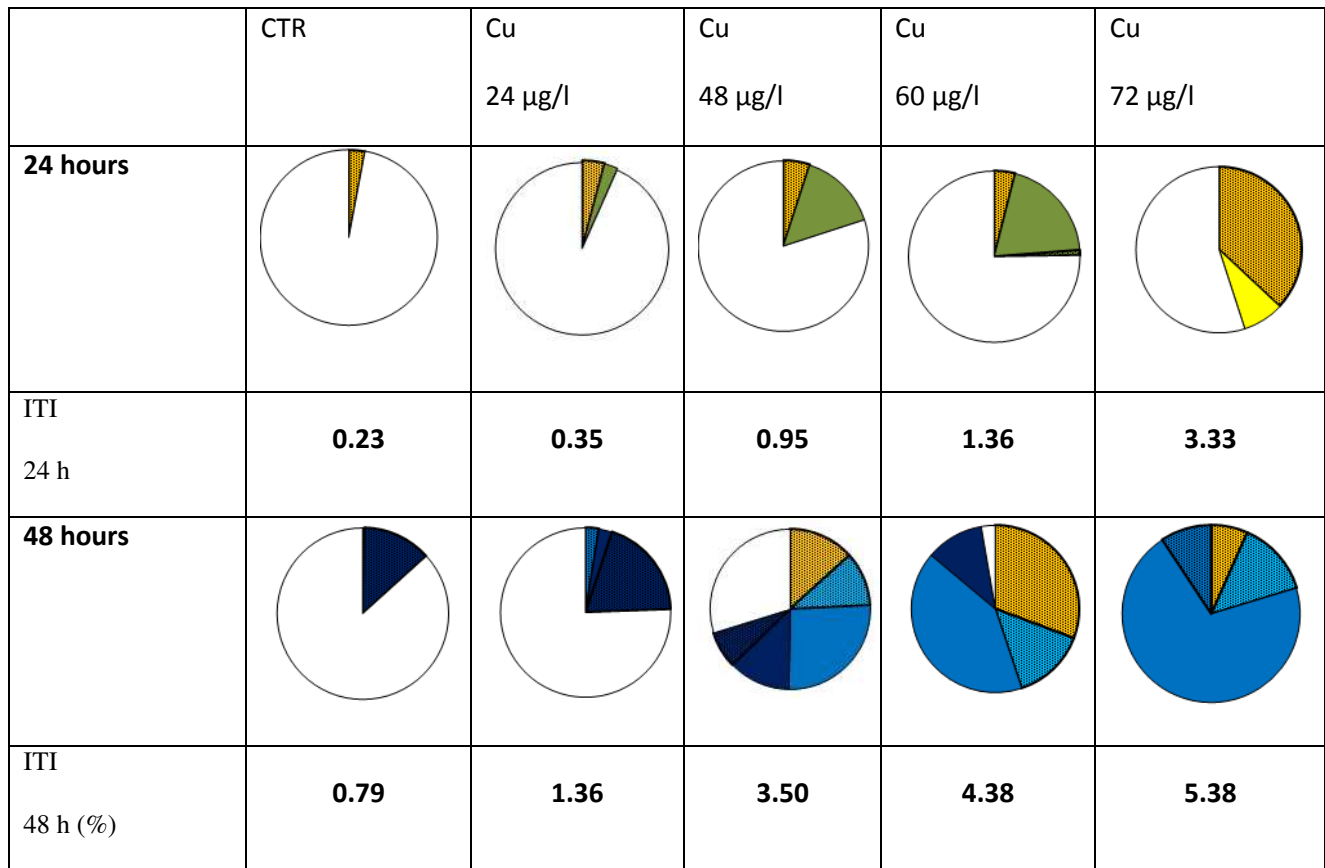 CTR
Cu
24 µg/l
Cu
48 µg/l
Cu
60 µg/l
Cu
72 µg/l
24 hours
ITI
24 h
0.23
0.35
0.95
1.36
3.33
48 hours
ITI
48 h (%)
0.79
1.36
3.50
4.38
5.38